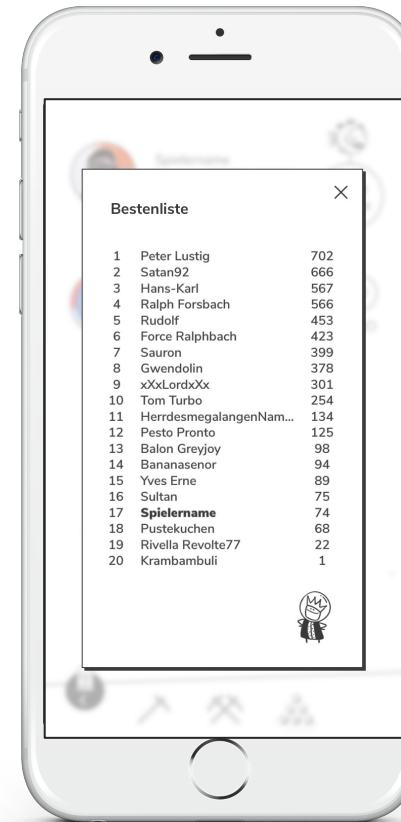 Bestenliste
1 Peter Lustig 702
2 Satan92 666
3 Hans-Karl 567
4 Ralph Forsbach 566
5 Rudolf 453
6 Force Ralphbach 423
7 Sauron 399
8 Gwendolin 378
9 xXxLordxXx 301
10 Tom Turbo 254
11 HerrdesmegalangenNam... 134
12 Pesto Pronto 125
13 Balon Greyjoy 98
14 Bananasenor 94
15 Yves Erne 89
16 Sultan 75
17 Spielername 74
18 Pustekuchen 68
19 Rivella Revolte77 22
20 Krambambuli 1